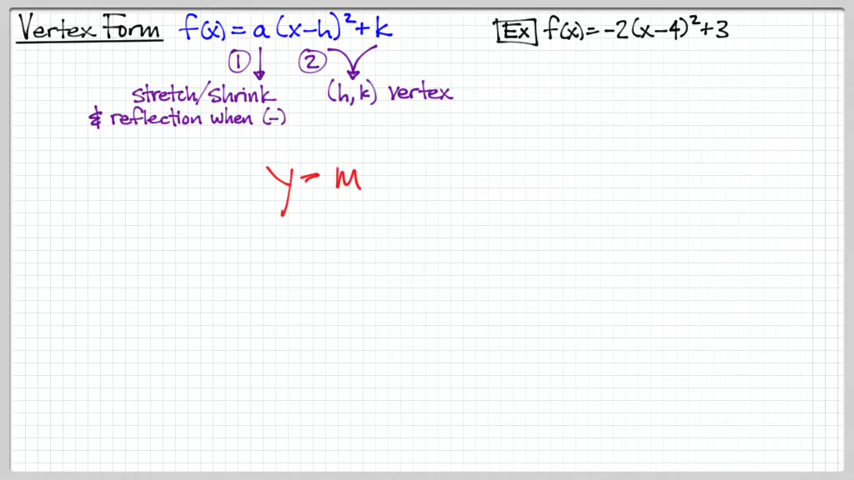 Vertex Form f(x) = a(x-h)²+k
① ②
stretch/shrink
& reflection when (-)
(h,k) vertex
y = m
Ex f(x)= -2(x-4)²+3